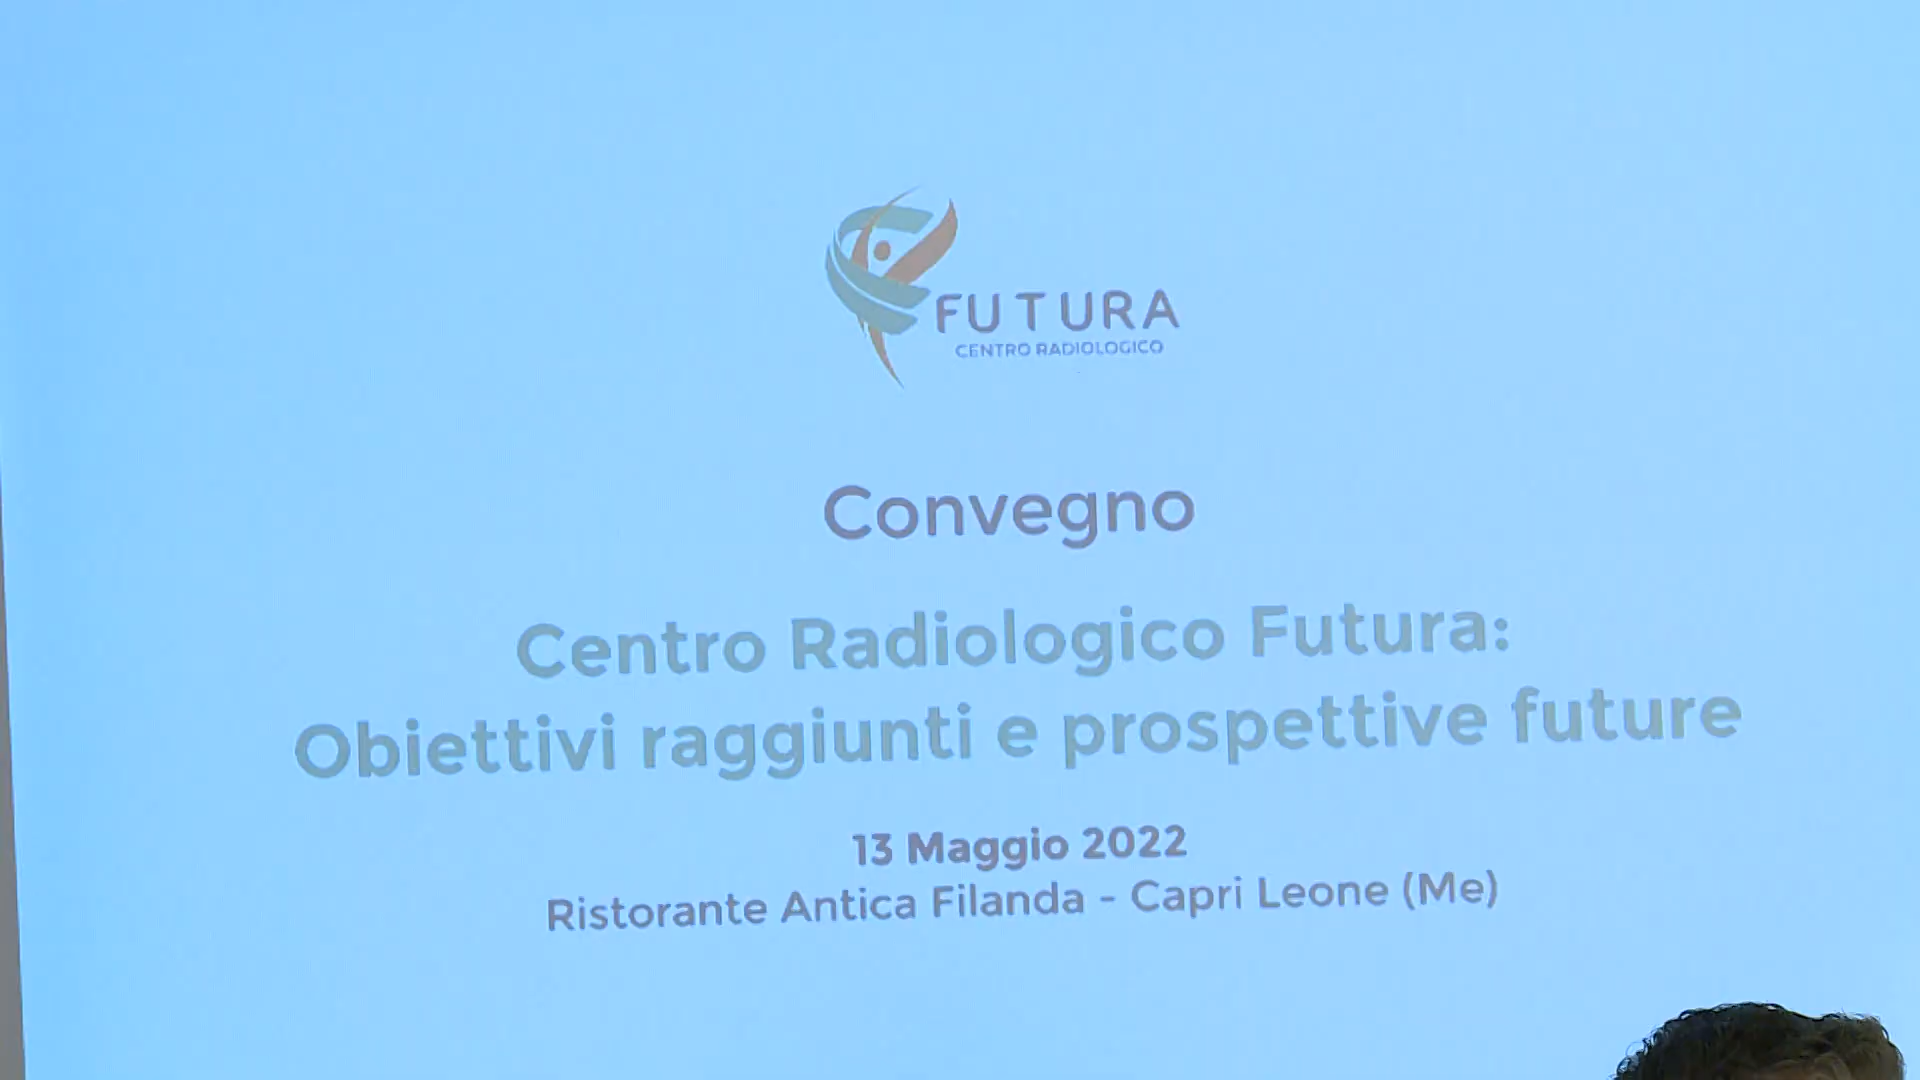 FUTURA
CENTRO RADIOLOGICO
Convegno
Centro Radiologico Futura:
Obiettivi raggiunti e prospettive future
13 Maggio 2022
Ristorante Antica Filanda - Capri Leone (Me)